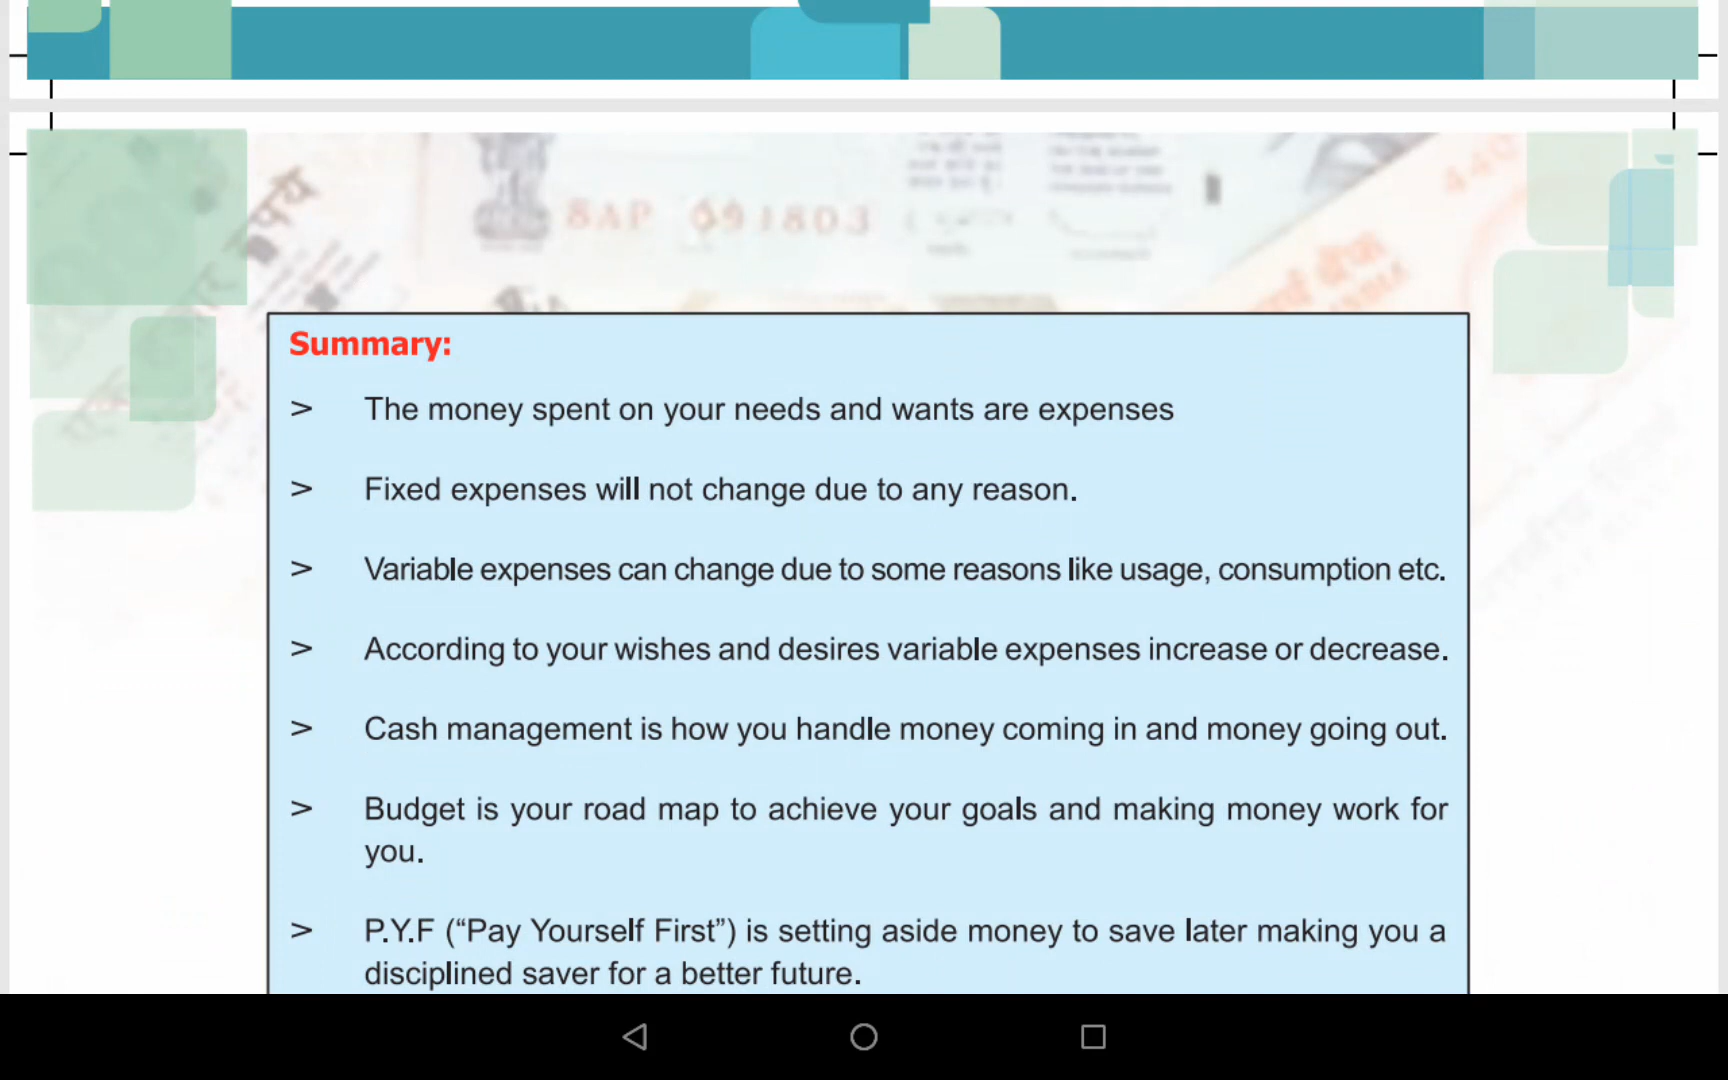 8AP 691803
Summary:
> The money spent on your needs and wants are expenses
> Fixed expenses will not change due to any reason.
> Variable expenses can change due to some reasons like usage, consumption etc.
> According to your wishes and desires variable expenses increase or decrease.
> Cash management is how you handle money coming in and money going out.
> Budget is your road map to achieve your goals and making money work for
you.
> P.Y.F (“Pay Yourself First”) is setting aside money to save later making you a
disciplined saver for a better future.